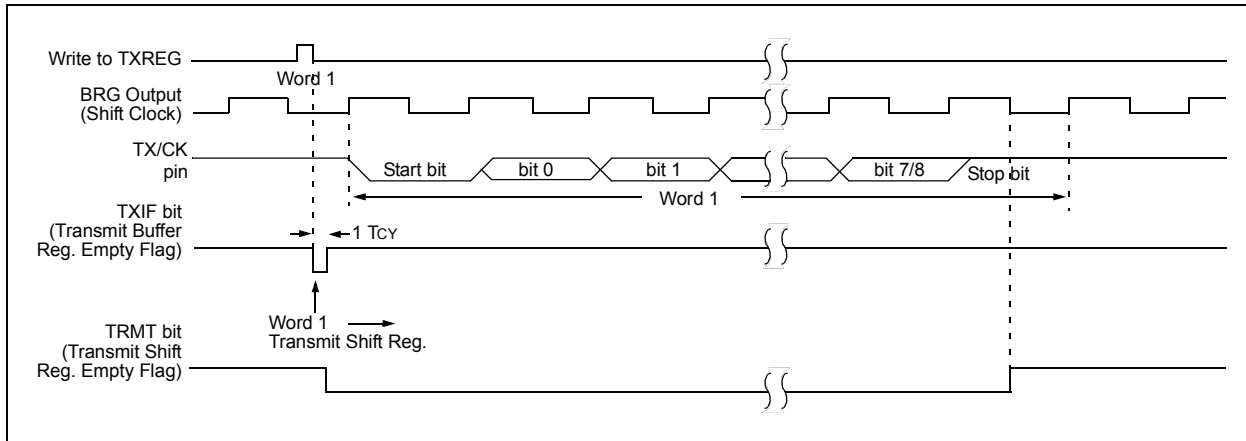 Write to TXREG
Word 1
BRG Output
(Shift Clock)
TX/CK
pin
Start bit
bit 0
bit 1
bit 7/8
Stop bit
Word 1
TXIF bit
(Transmit Buffer
Reg. Empty Flag)
1 TCY
Word 1
Transmit Shift Reg.
TRMT bit
(Transmit Shift
Reg. Empty Flag)